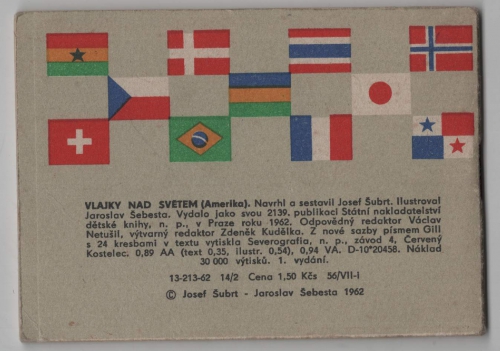 VLAJKY NAD SVĚTEM (Amerika). Navrhl a sestavil Josef Šubrt. Ilustroval
Jaroslav Šebesta. Vydalo jako svou 2139. publikaci Státní nakladatelství
dětské knihy, n. p., v Praze roku 1962. Odpovědný redaktor Václav
Netušil, výtvarný redaktor Zdeněk Kudělka. Z nové sazby písmem Gill
s 24 kresbami v textu vytiskla Severografia, n. p., závod 4, Červený
Kostelec. 0,89 AA (text 0,35, ilustr. 0,54), 0,94 VA. D-10*20458. Náklad
30 000 výtisků. 1. vydání.
13-213-62 14/2 Cena 1,50 Kčs 56/VII-I
© Josef Šubrt - Jaroslav Šebesta 1962